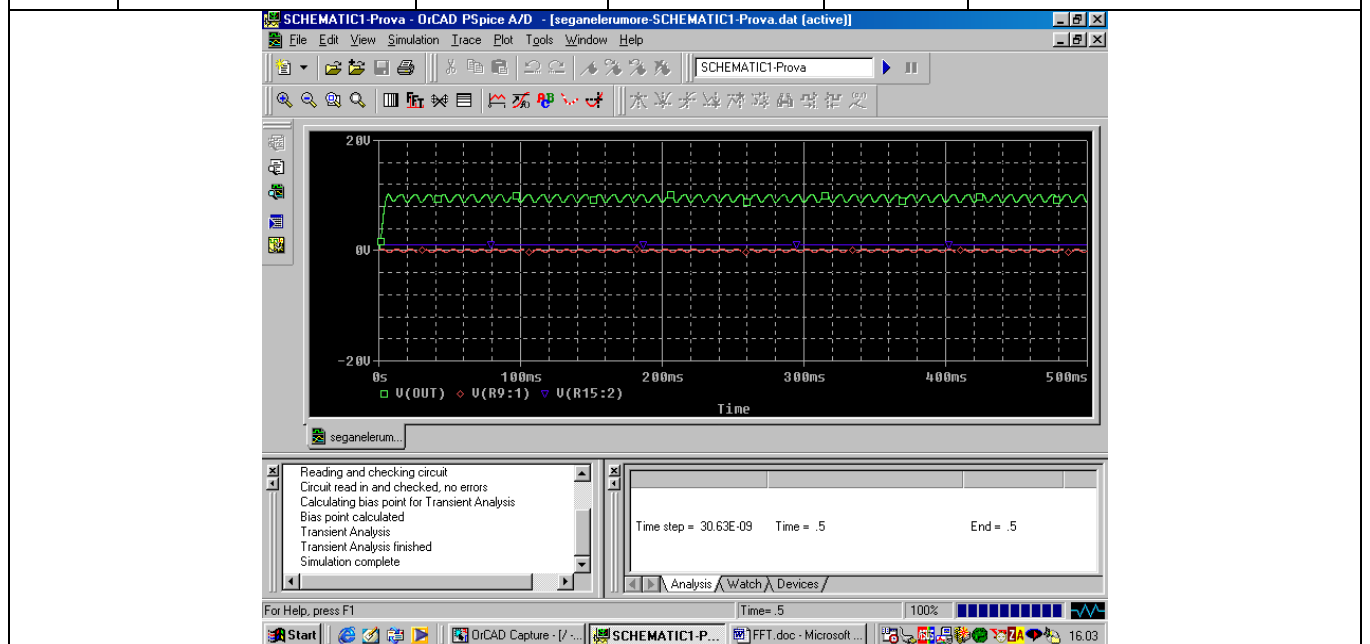 SCHEMATIC1-Prova - OrCAD PSpice A/D - [seganelerumore-SCHEMATIC1-Prova.dat (active)]
File Edit View Simulation Trace Plot Tools Window Help
SCHEMATIC1-Prova
FFT
20V
0V
-20V
0s 100ms 200ms 300ms 400ms 500ms
V(OUT) V(R9:1) V(R15:2)
Time
seganelerum...
Reading and checking circuit
Circuit read in and checked, no errors
Calculating bias point for Transient Analysis
Bias point calculated
Transient Analysis
Transient Analysis finished
Simulation complete
Time step = 30.63E-09 Time = .5 End = .5
Analysis Watch Devices
For Help, press F1 Time= .5 100%
Start OrCAD Capture - [/ -... SCHEMATIC1-P... FFT.doc - Microsoft ... 16.03